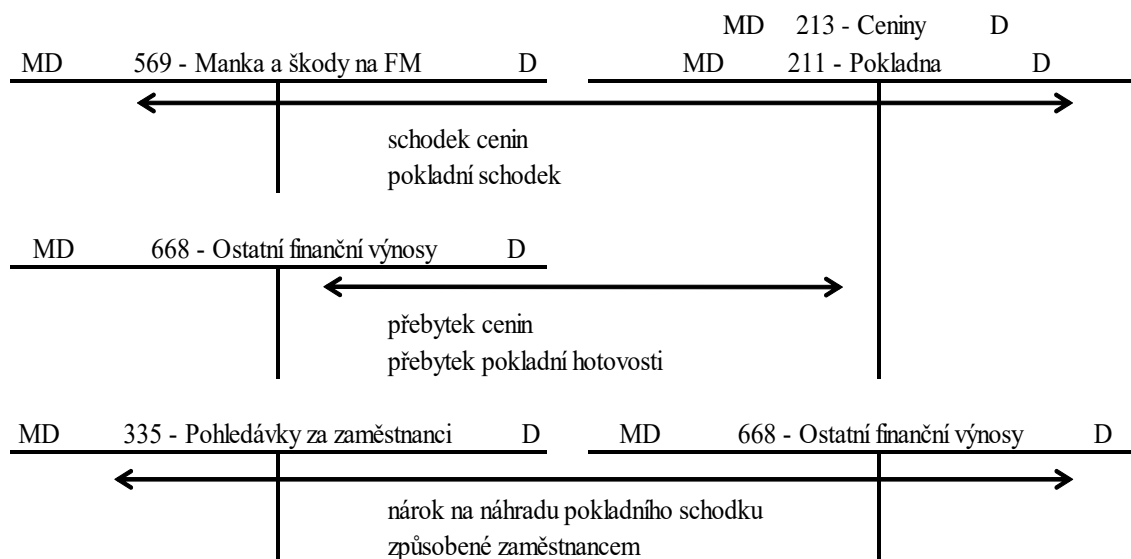 MD 213 - Ceniny D
MD 569 - Manka a škody na FM D MD 211 - Pokladna D
schodek cenin
pokladní schodek
MD 668 - Ostatní finanční výnosy D
přebytek cenin
přebytek pokladní hotovosti
MD 335 - Pohledávky za zaměstnanci D MD 668 - Ostatní finanční výnosy D
nárok na náhradu pokladního schodku
způsobené zaměstnancem